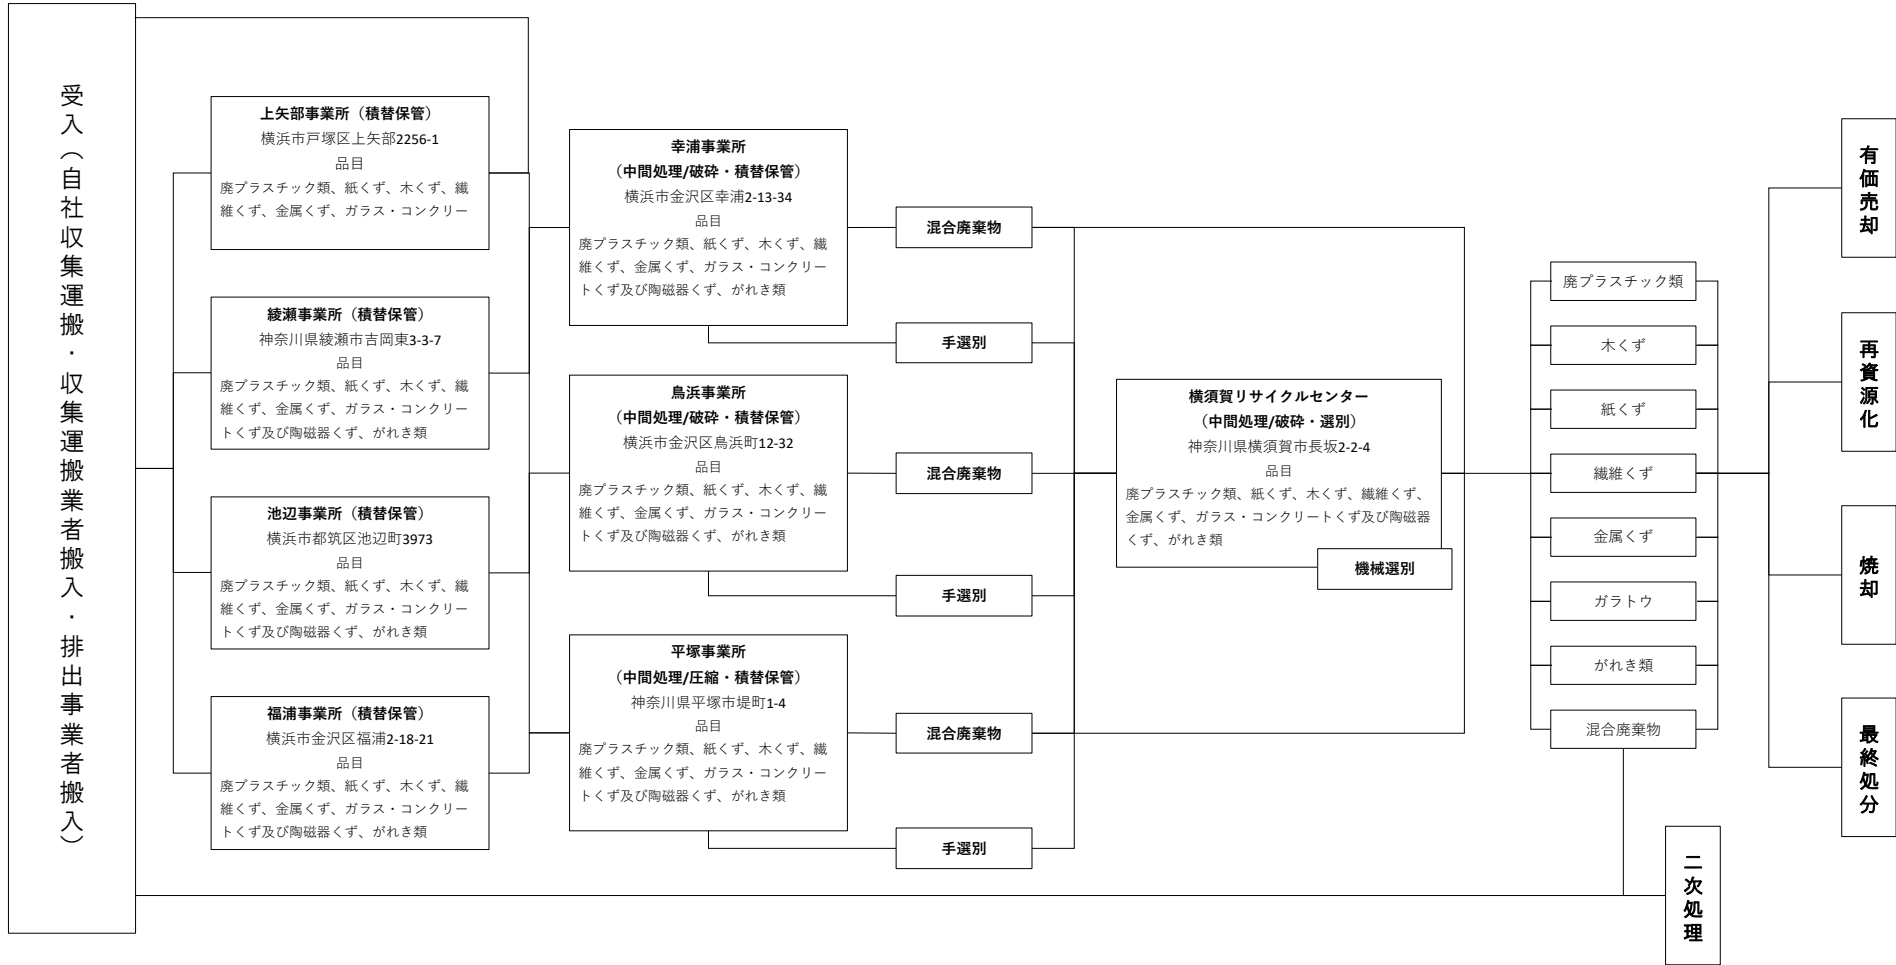 受入（自社収集運搬・収集運搬業者搬入・排出事業者搬入）
上矢部事業所（積替保管）
横浜市戸塚区上矢部2256-1
品目
廃プラスチック類、紙くず、木くず、繊
維くず、金属くず、ガラス・コンクリー
綾瀬事業所（積替保管）
神奈川県綾瀬市吉岡東3-3-7
品目
廃プラスチック類、紙くず、木くず、繊
維くず、金属くず、ガラス・コンクリー
トくず及び陶磁器くず、がれき類
池辺事業所（積替保管）
横浜市都筑区池辺町3973
品目
廃プラスチック類、紙くず、木くず、繊
維くず、金属くず、ガラス・コンクリー
トくず及び陶磁器くず、がれき類
福浦事業所（積替保管）
横浜市金沢区福浦2-18-21
品目
廃プラスチック類、紙くず、木くず、繊
維くず、金属くず、ガラス・コンクリー
トくず及び陶磁器くず、がれき類
幸浦事業所
（中間処理/破砕・積替保管）
横浜市金沢区幸浦2-13-34
品目
廃プラスチック類、紙くず、木くず、繊
維くず、金属くず、ガラス・コンクリー
トくず及び陶磁器くず、がれき類
鳥浜事業所
（中間処理/破砕・積替保管）
横浜市金沢区鳥浜町12-32
品目
廃プラスチック類、紙くず、木くず、繊
維くず、金属くず、ガラス・コンクリー
トくず及び陶磁器くず、がれき類
平塚事業所
（中間処理/圧縮・積替保管）
神奈川県平塚市堤町1-4
品目
廃プラスチック類、紙くず、木くず、繊
維くず、金属くず、ガラス・コンクリー
トくず及び陶磁器くず、がれき類
混合廃棄物
手選別
混合廃棄物
手選別
混合廃棄物
手選別
横須賀リサイクルセンター
（中間処理/破砕・選別）
神奈川県横須賀市長坂2-2-4
品目
廃プラスチック類、紙くず、木くず、繊維くず、
金属くず、ガラス・コンクリートくず及び陶磁器
くず、がれき類
機械選別
廃プラスチック類
木くず
紙くず
繊維くず
金属くず
ガラトウ
がれき類
混合廃棄物
有価売却
再資源化
焼却
最終処分
二次処理